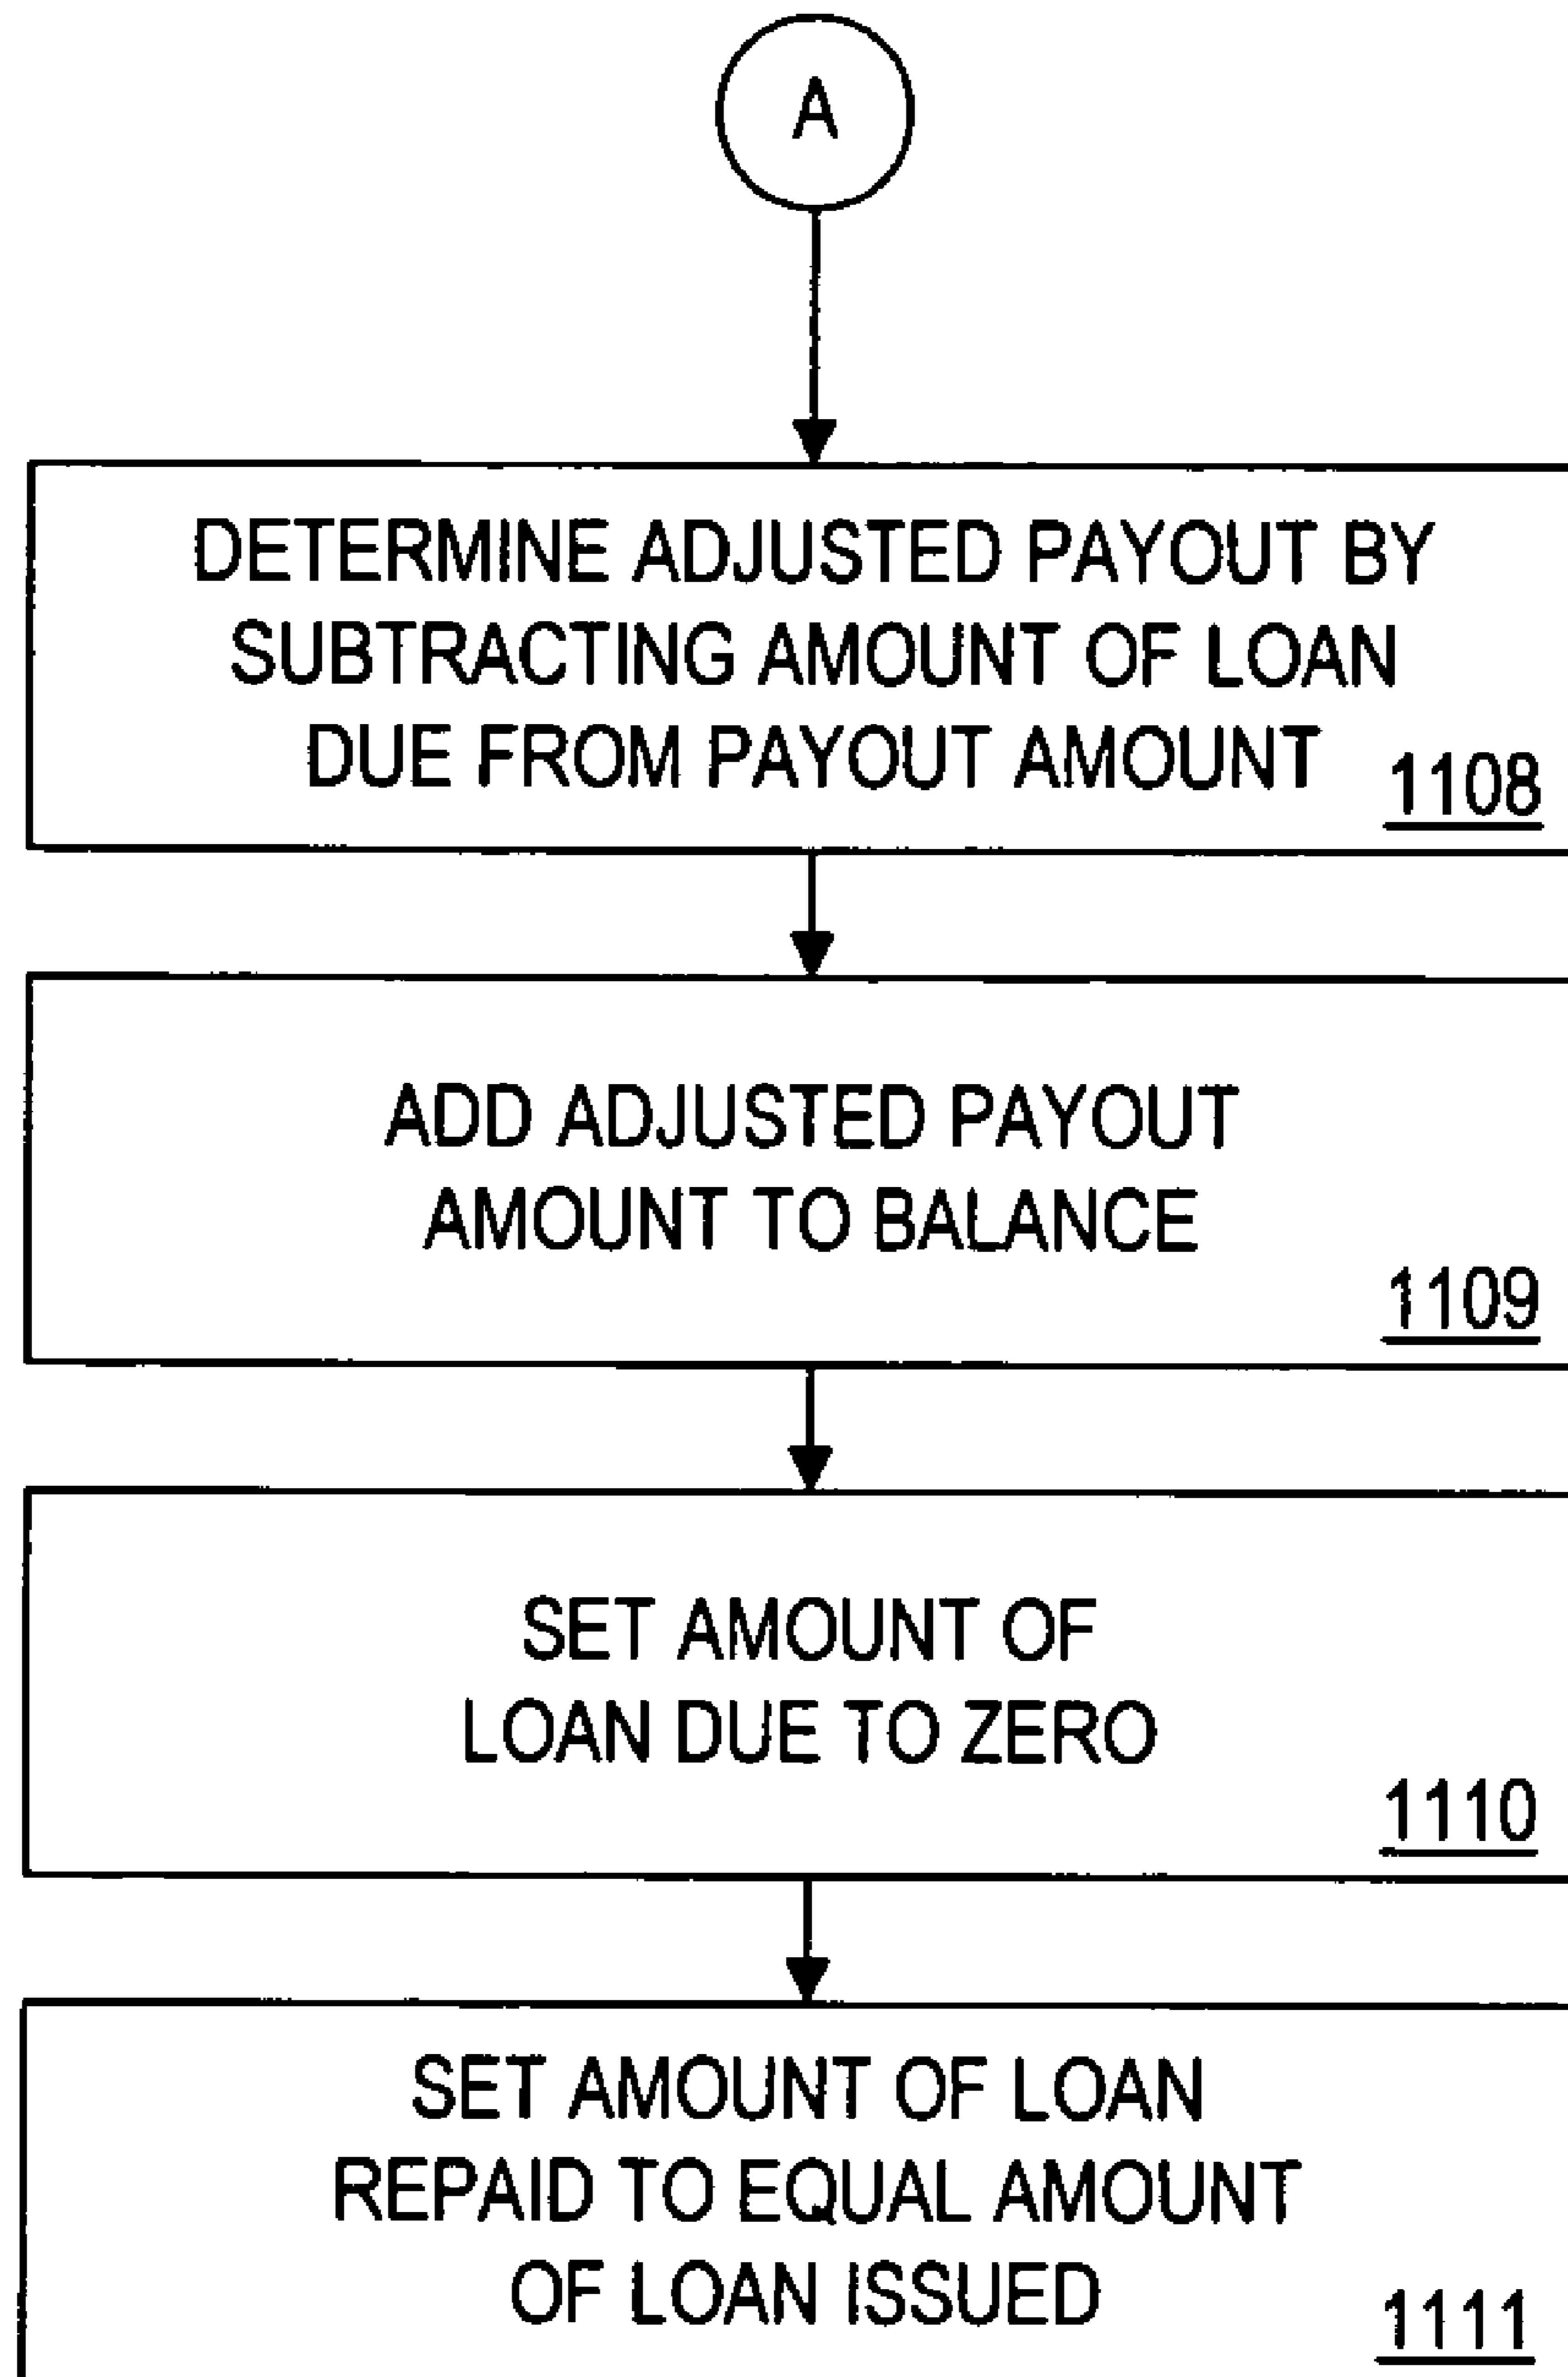 A
DETERMINE ADJUSTED PAYOUT BY
SUBTRACTING AMOUNT OF LOAN
DUE FROM PAYOUT AMOUNT
1108
ADD ADJUSTED PAYOUT
AMOUNT TO BALANCE
1109
SET AMOUNT OF
LOAN DUE TO ZERO
1110
SET AMOUNT OF LOAN
REPAID TO EQUAL AMOUNT
OF LOAN ISSUED
1111